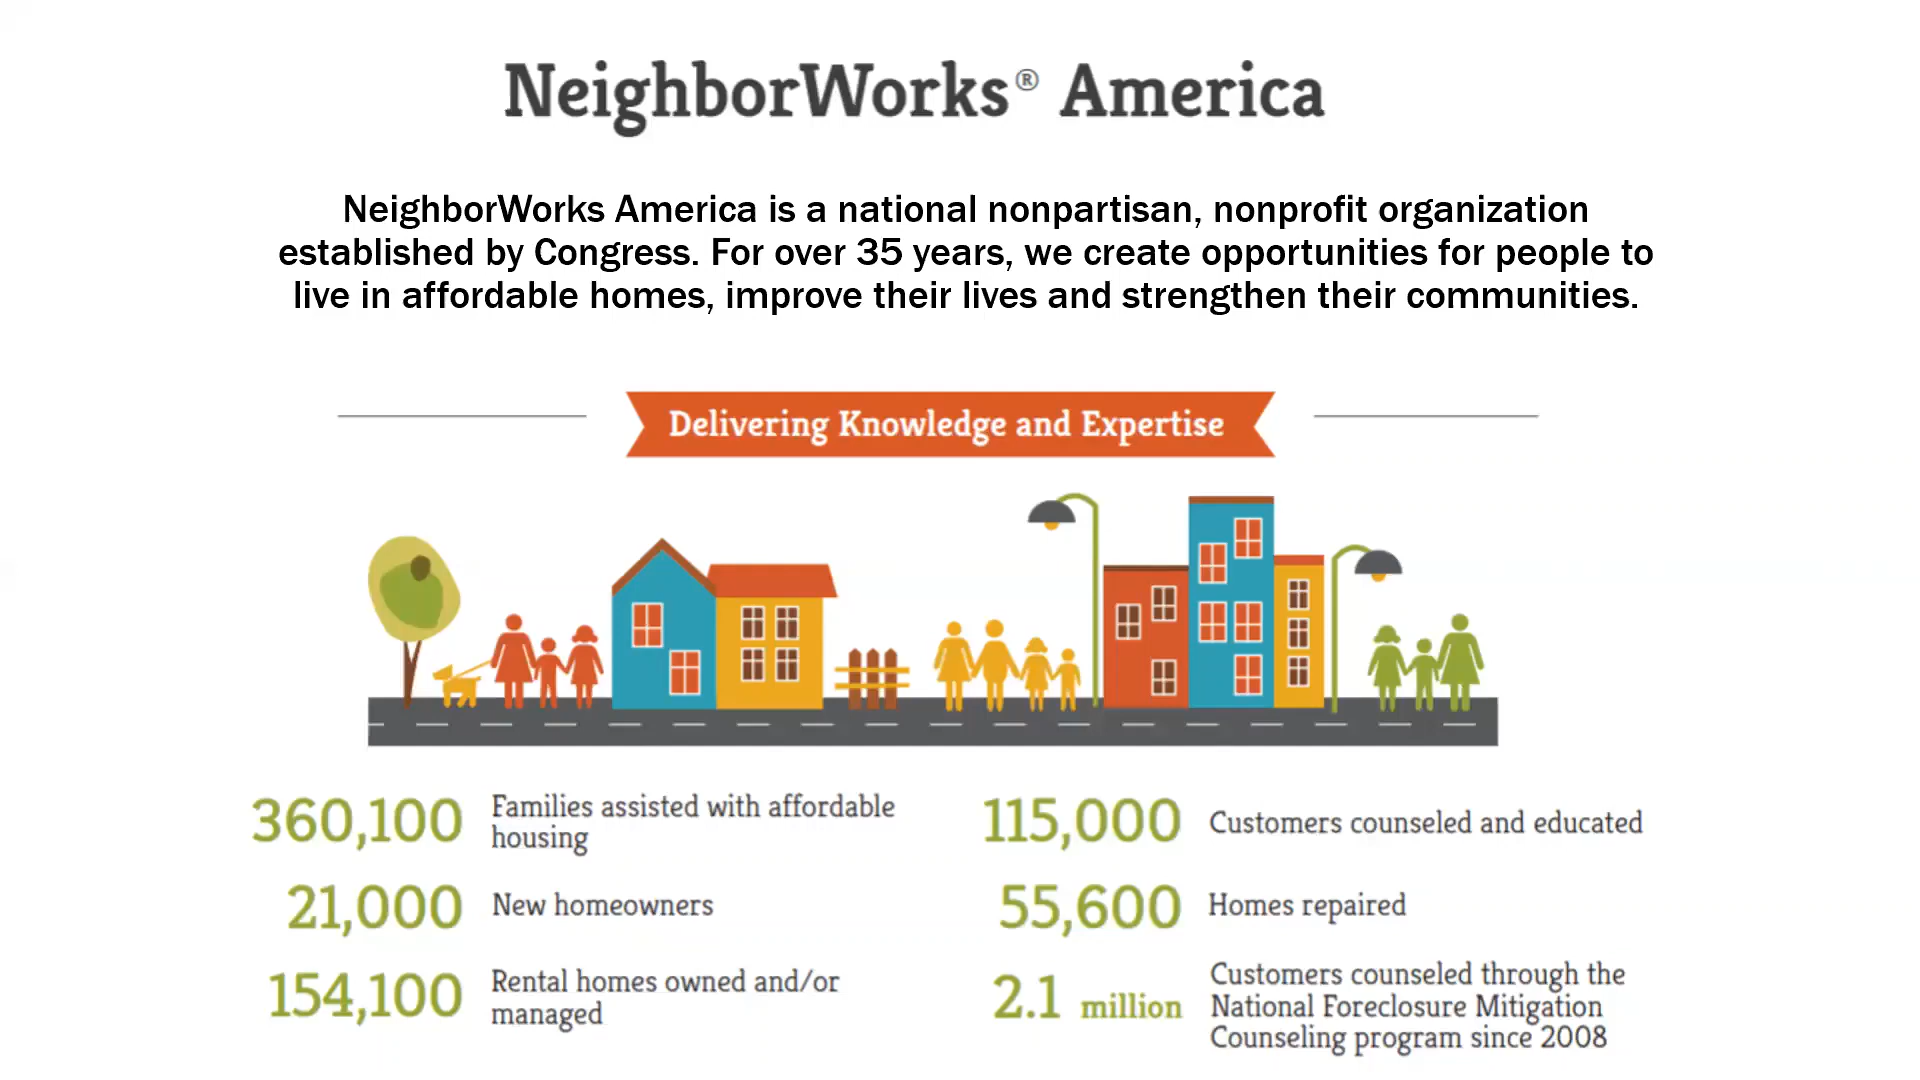 NeighborWorks® America
NeighborWorks America is a national nonpartisan, nonprofit organization
established by Congress. For over 35 years, we create opportunities for people to
live in affordable homes, improve their lives and strengthen their communities.
Delivering Knowledge and Expertise
360,100 Families assisted with affordable
housing
21,000 New homeowners
154,100 Rental homes owned and/or
managed
115,000 Customers counseled and educated
55,600 Homes repaired
2.1 million Customers counseled through the
National Foreclosure Mitigation
Counseling program since 2008